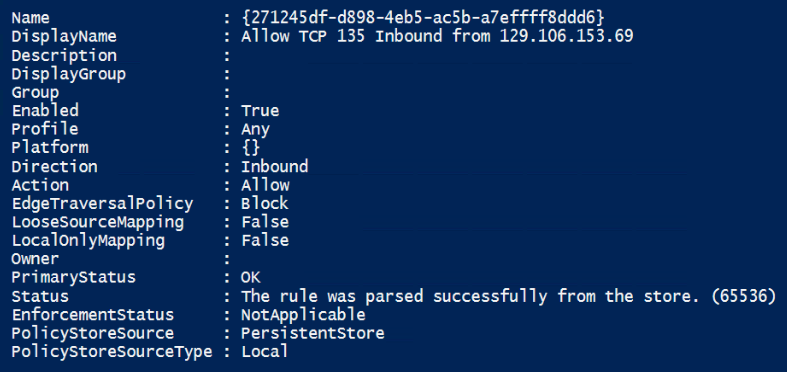 Name                  : {271245df-d898-4eb5-ac5b-a7effff8ddd6}
DisplayName           : Allow TCP 135 Inbound from 129.106.153.69
Description           :
DisplayGroup          :
Group                 :
Enabled               : True
Profile               : Any
Platform              : {}
Direction             : Inbound
Action                : Allow
EdgeTraversalPolicy   : Block
LooseSourceMapping    : False
LocalOnlyMapping      : False
Owner                 :
PrimaryStatus         : OK
Status                : The rule was parsed successfully from the store. (65536)
EnforcementStatus     : NotApplicable
PolicyStoreSource     : PersistentStore
PolicyStoreSourceType : Local